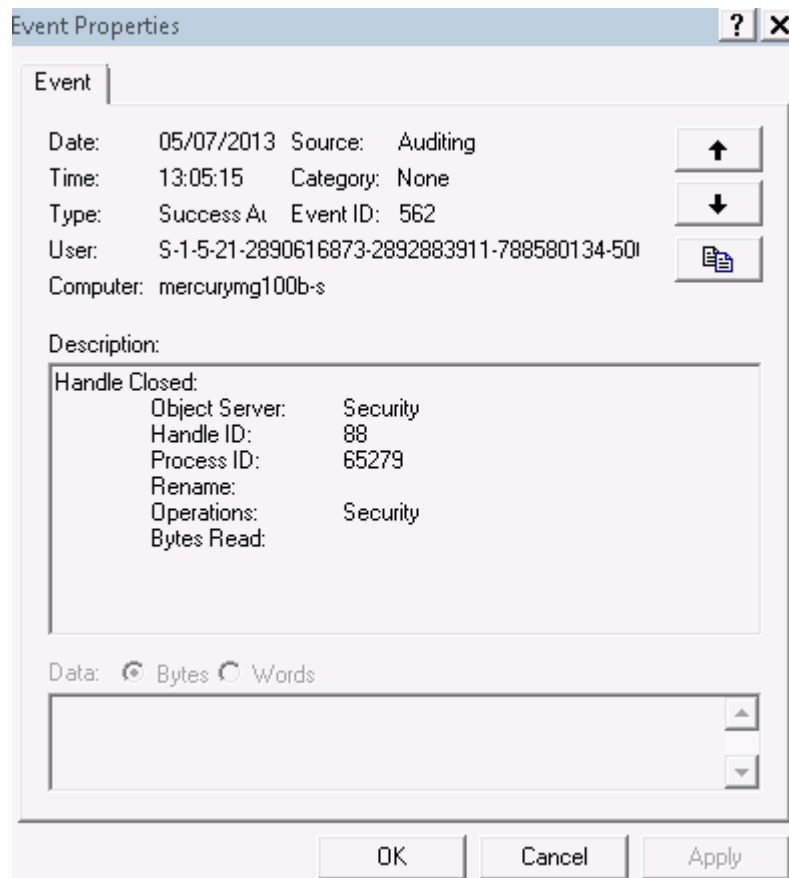 Event Properties
?
Event
Date: 05/07/2013 Source: Auditing
Time: 13:05:15 Category: None
Type: Success Au Event ID: 562
User: S-1-5-21-2890616873-2892883911-788580134-500
Computer: mercurymg100b-s
Description:
Handle Closed:
Object Server: Security
Handle ID: 88
Process ID: 65279
Rename:
Operations: Security
Bytes Read:
Data: Bytes Words
OK Cancel Apply